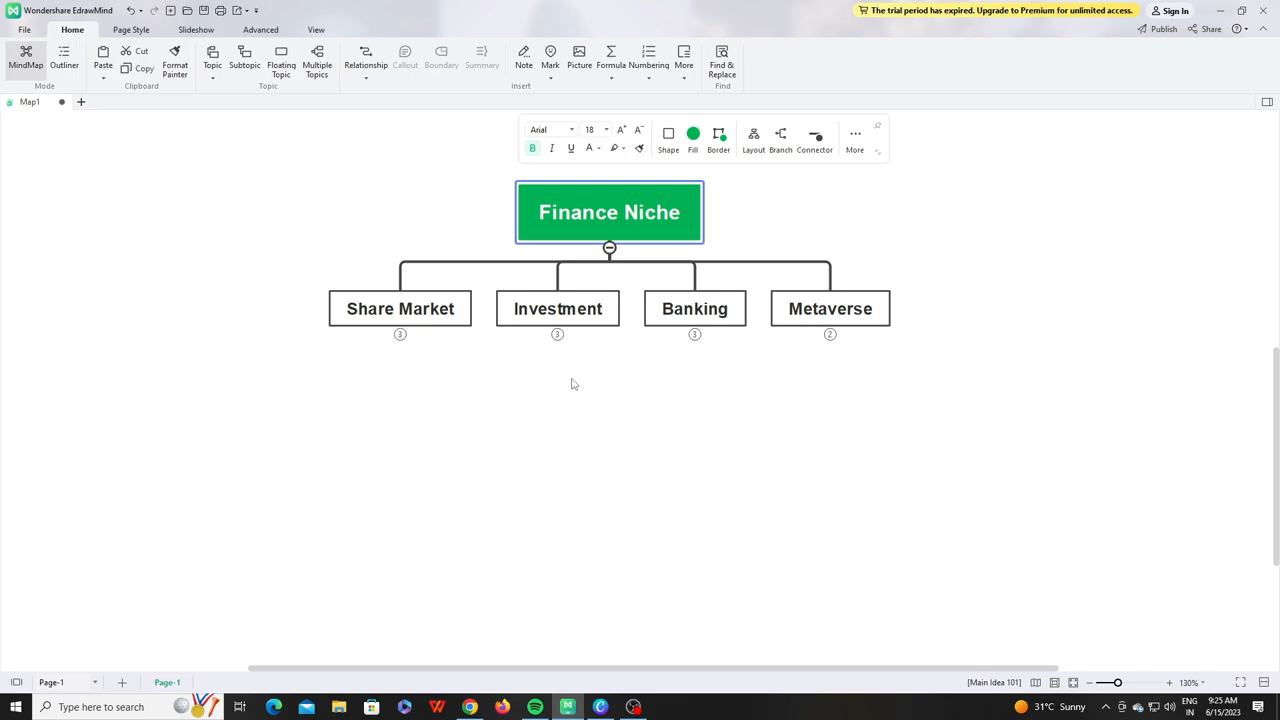 Wondershare EdrawMind
The trial period has expired. Upgrade to Premium for unlimited access.
Sign In
File
Home
Page Style
Slideshow
Advanced
View
Publish
Share
MindMap
Outliner
Mode
Paste
Cut
Copy
Format Painter
Clipboard
Topic
Subtopic
Floating Topic
Multiple Topics
Topic
Relationship
Callout
Boundary
Summary
Note
Mark
Picture
Formula
Numbering
More
Insert
Find & Replace
Find
Map1
Arial
18
A+
A-
B
I
U
A
Shape
Fill
Border
Layout
Branch
Connector
More
Finance Niche
Share Market
Investment
Banking
Metaverse
3
3
3
2
Page-1
Page-1
[Main Idea 101]
130%
Type here to search
31°C Sunny
ENG
IN
9:25 AM
6/15/2023